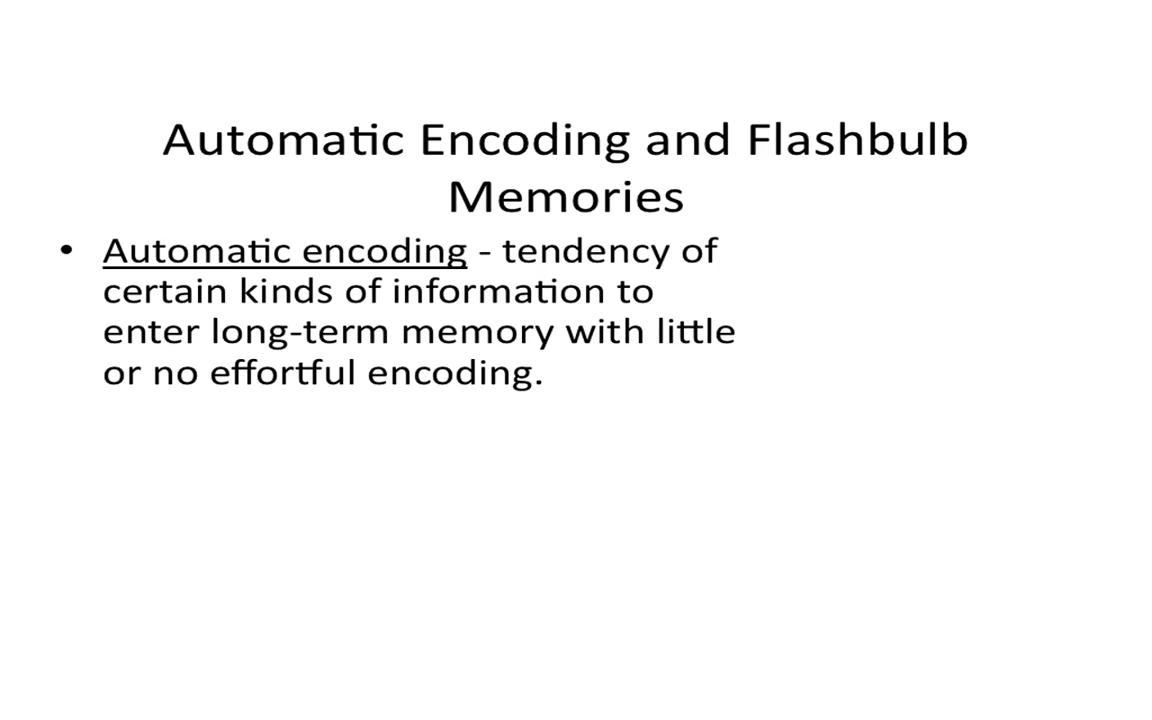 Automatic Encoding and Flashbulb
Memories
• Automatic encoding - tendency of
certain kinds of information to
enter long-term memory with little
or no effortful encoding.